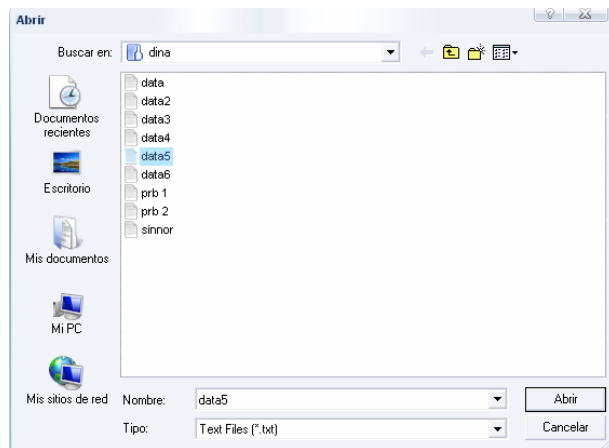 Abrir
Buscar en: dina
data
data2
data3
data4
data5
data6
prb 1
prb 2
sinnor
Documentos
recientes
Escritorio
Mis documentos
Mi PC
Mis sitios de red
Nombre: data5 Abrir
Tipo: Text Files (*.txt) Cancelar